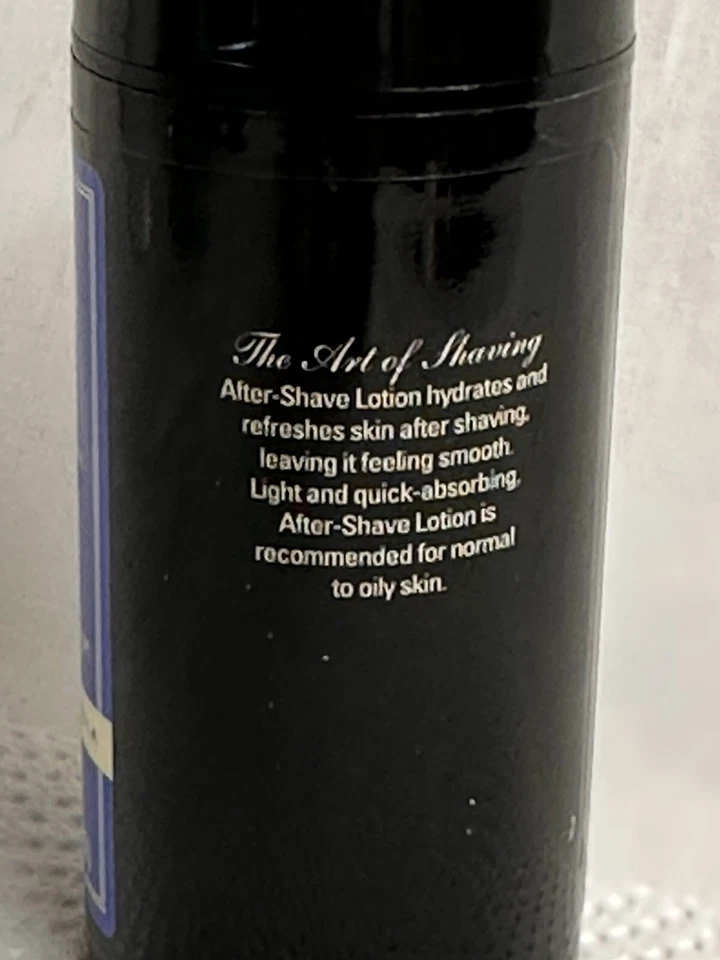 The Art of Shaving
After-Shave Lotion hydrates and
refreshes skin after shaving,
leaving it feeling smooth.
Light and quick-absorbing,
After-Shave Lotion is
recommended for normal
to oily skin.